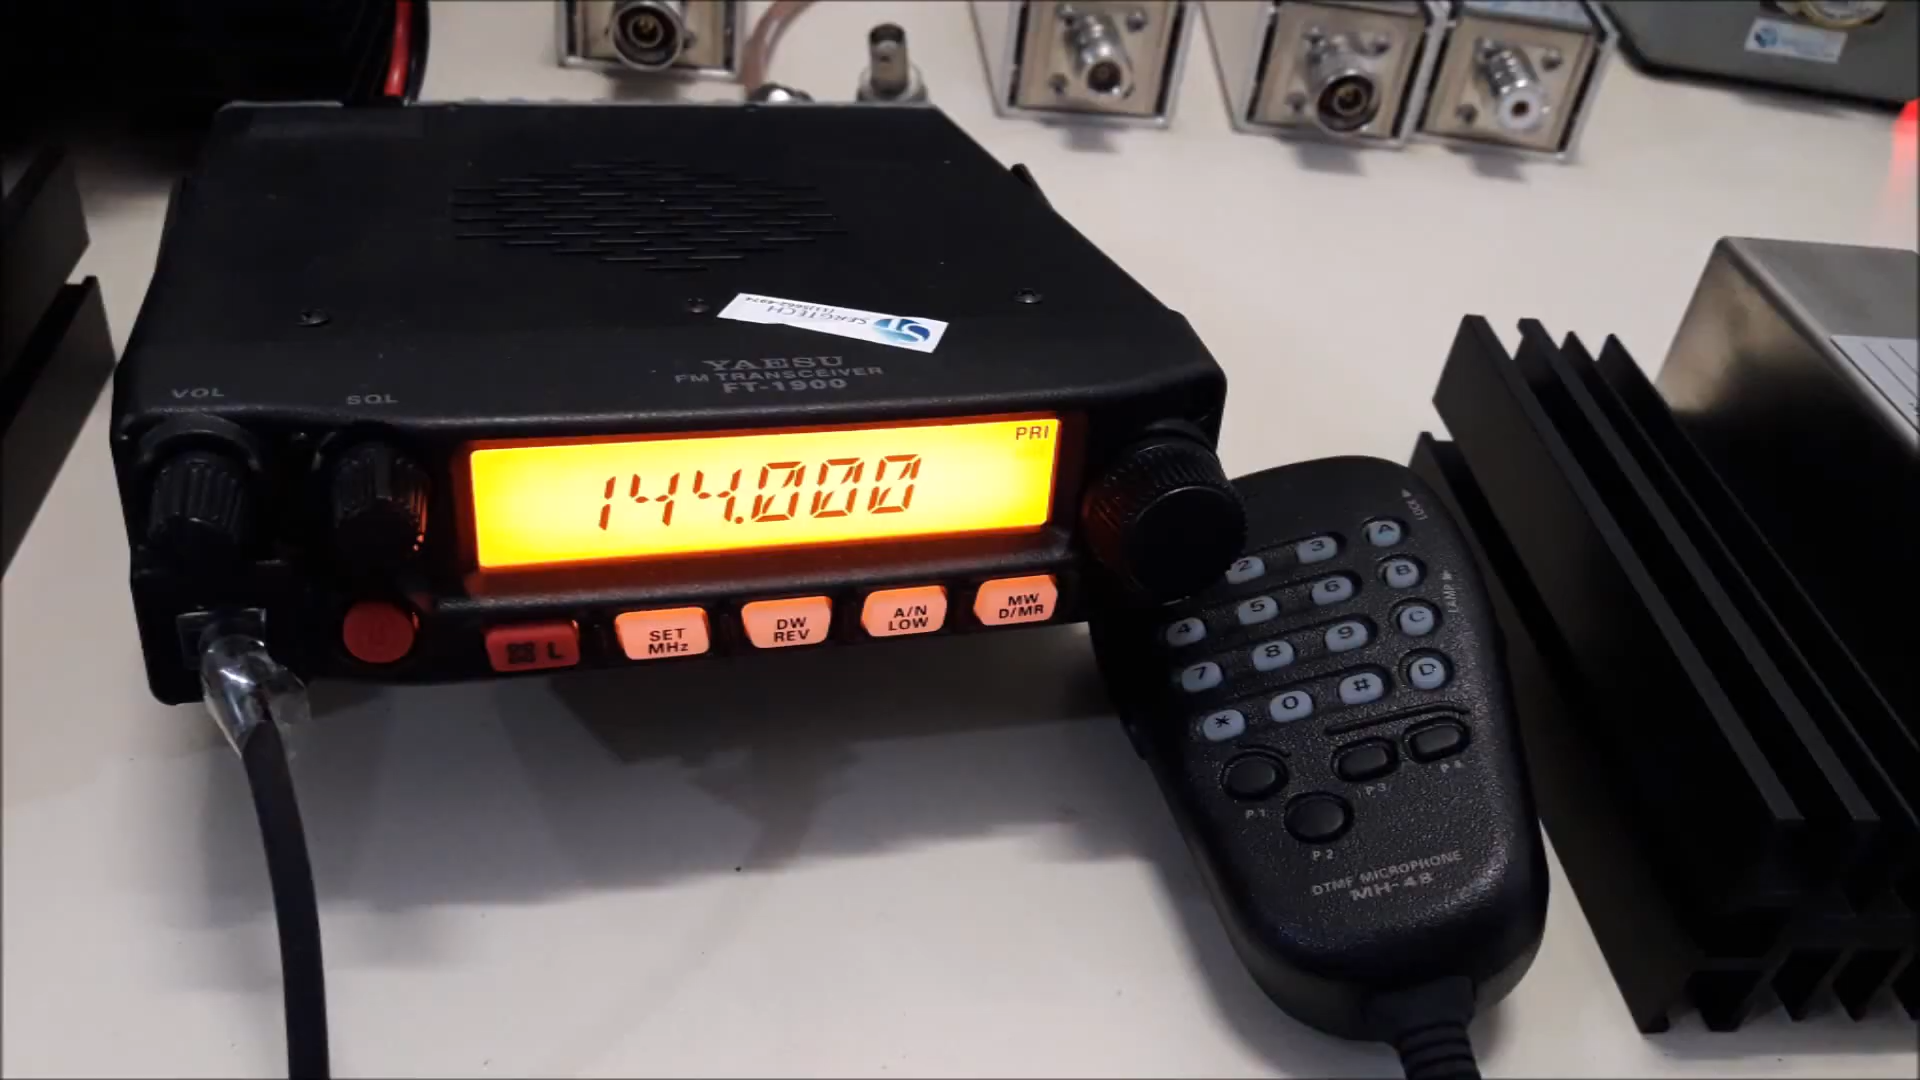 SERGTECH
YAESU
FM TRANSCEIVER
FT-1900
VOL
SQL
PRI
144.000
L
SET
MHz
DW
REV
A/N
LOW
MW
D/MR
LOCK
LAMP
2 3 A
4 5 6 B
7 8 9 C
* 0 # D
P1
P2
P3
P4
DTMF MICROPHONE
MH-48